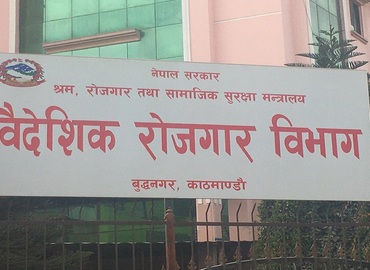 नेपाल सरकार
श्रम, रोजगार तथा सामाजिक सुरक्षा मन्त्रालय
वैदेशिक रोजगार विभाग
बुद्धनगर, काठमाण्डौ